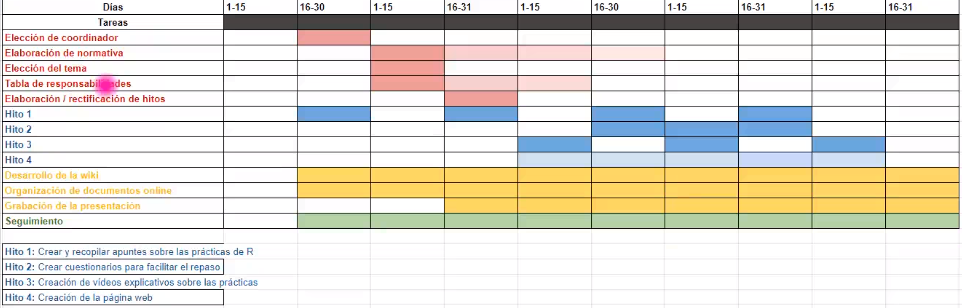 Días 1-15 16-30 1-15 16-31 1-15 16-30 1-15 16-31 1-15 16-31
Tareas
Elección de coordinador
Elaboración de normativa
Elección del tema
Tabla de responsabilidades
Elaboración / rectificación de hitos
Hito 1
Hito 2
Hito 3
Hito 4
Desarrollo de la wiki
Organización de documentos online
Grabación de la presentación
Seguimiento
Hito 1: Crear y recopilar apuntes sobre las prácticas de R
Hito 2: Crear cuestionarios para facilitar el repaso
Hito 3: Creación de vídeos explicativos sobre las prácticas
Hito 4: Creación de la página web